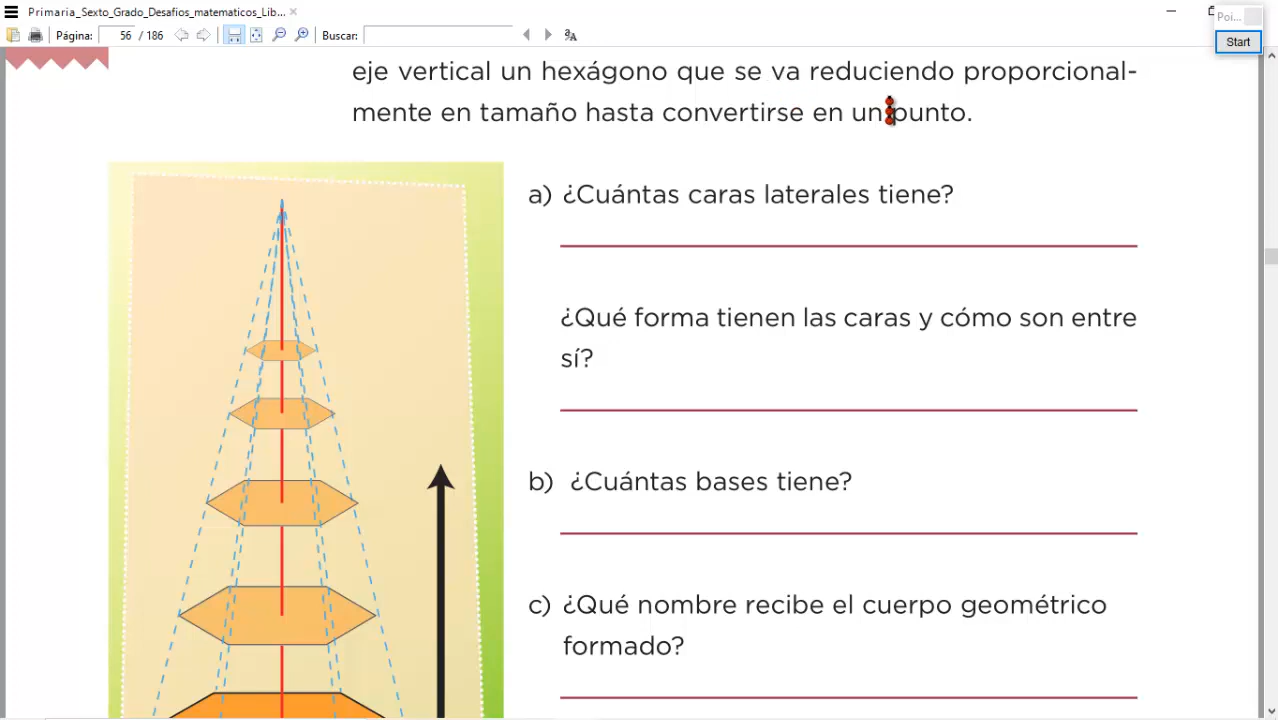 Primaria_Sexto_Grado_Desafios_matematicos_Lib...
Poi...
Página: 56 / 186 Buscar:
Start
eje vertical un hexágono que se va reduciendo proporcional-
mente en tamaño hasta convertirse en un punto.
a) ¿Cuántas caras laterales tiene?
¿Qué forma tienen las caras y cómo son entre
sí?
b) ¿Cuántas bases tiene?
c) ¿Qué nombre recibe el cuerpo geométrico
formado?